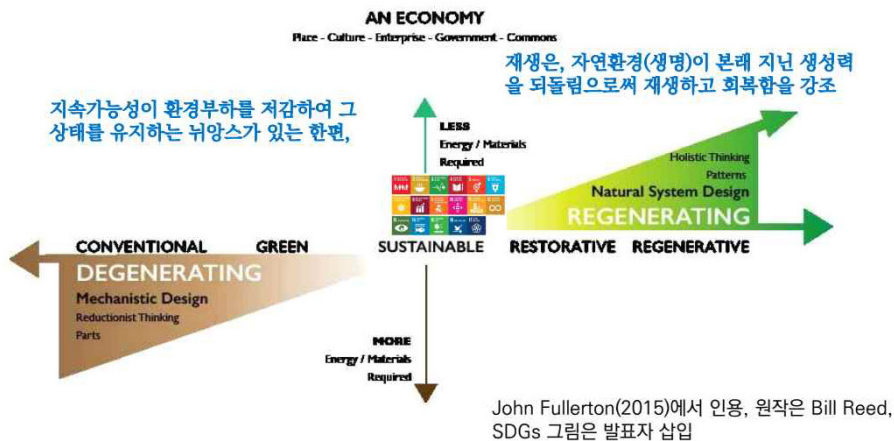 AN ECONOMY
Place - Culture - Enterprise - Government - Commons
재생은, 자연환경(생명)이 본래 지닌 생성력
을 되돌림으로써 재생하고 회복함을 강조
지속가능성이 환경부하를 저감하여 그
상태를 유지하는 뉘앙스가 있는 한편,
LESS
Energy / Materials
Required
Holistic Thinking
Patterns
Natural System Design
REGENERATING
CONVENTIONAL GREEN SUSTAINABLE RESTORATIVE REGENERATIVE
DEGENERATING
Mechanistic Design
Reductionist Thinking
Parts
MORE
Energy / Materials
Required
John Fullerton(2015)에서 인용, 원작은 Bill Reed,
SDGs 그림은 발표자 삽입